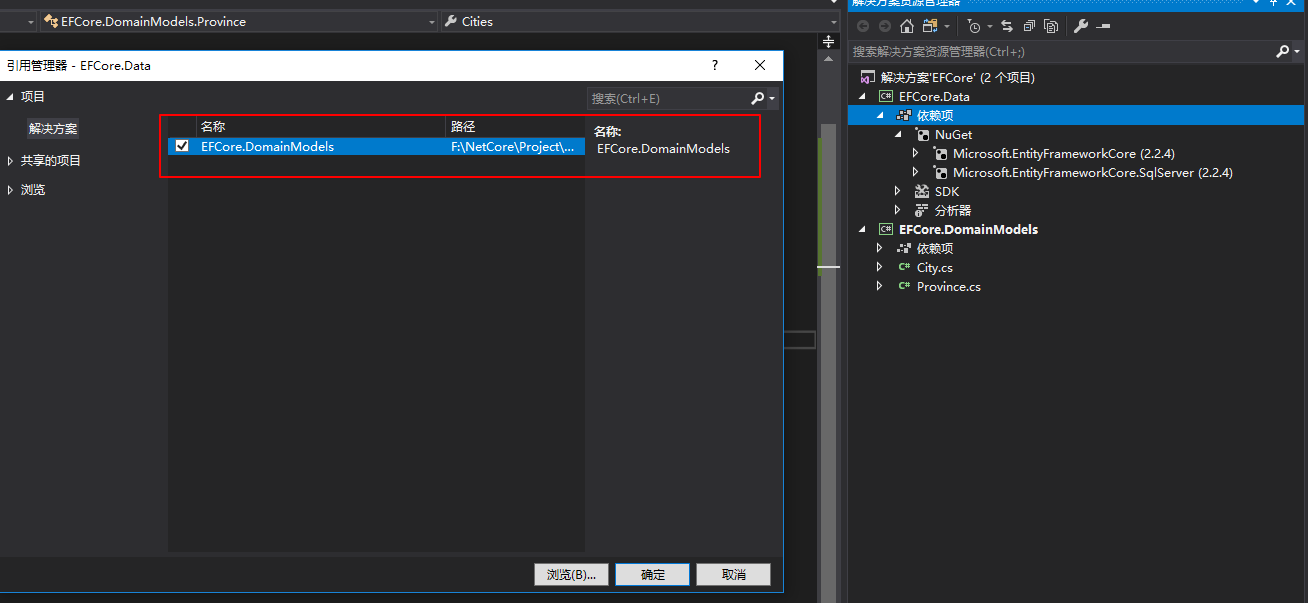 EFCore.DomainModels.Province
Cities
引用管理器 - EFCore.Data
?
项目
解决方案
共享的项目
浏览
搜索(Ctrl+E)
名称
路径
EFCore.DomainModels
F:\NetCore\Project\...
名称:
EFCore.DomainModels
浏览(B)...
确定
取消
解决方案资源管理器
搜索解决方案资源管理器(Ctrl+;)
解决方案'EFCore' (2 个项目)
C# EFCore.Data
依赖项
NuGet
Microsoft.EntityFrameworkCore (2.2.4)
Microsoft.EntityFrameworkCore.SqlServer (2.2.4)
SDK
分析器
C# EFCore.DomainModels
依赖项
C# City.cs
C# Province.cs